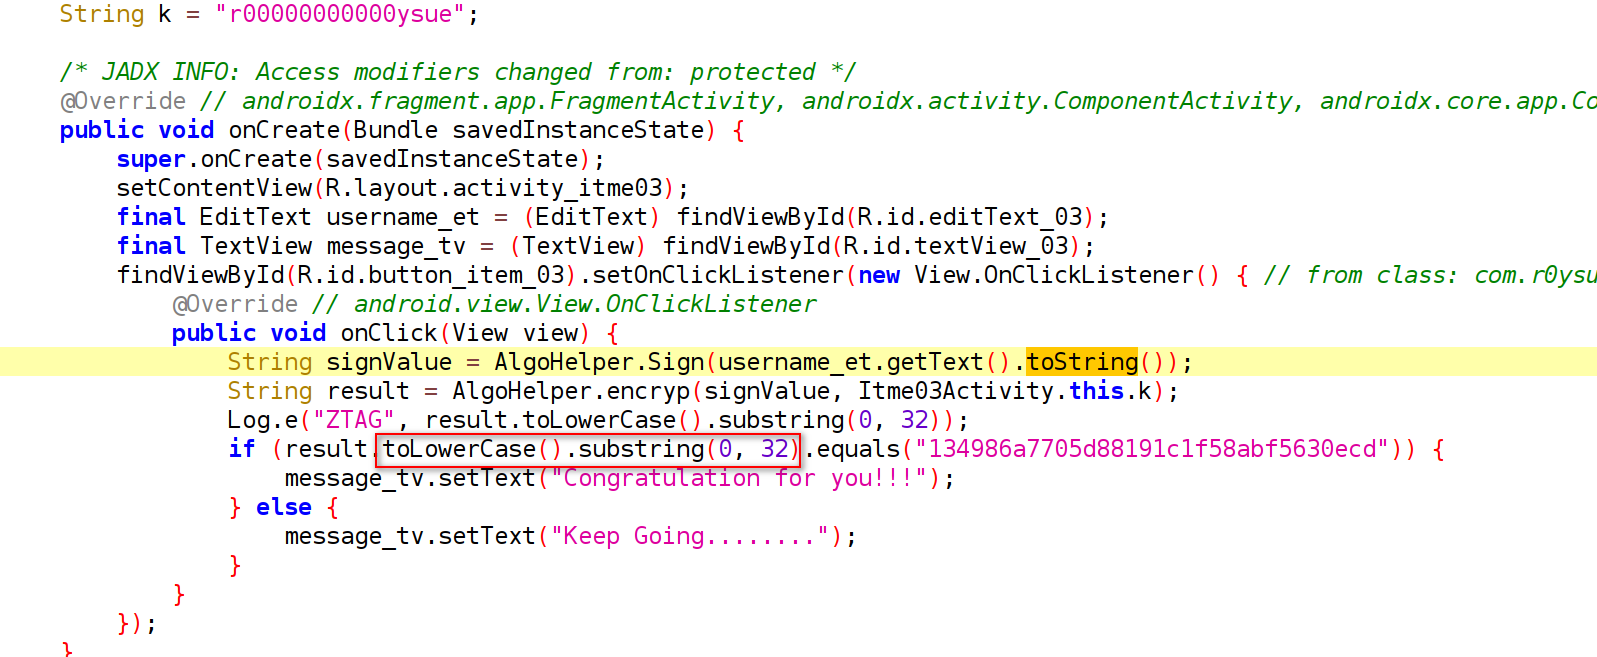 String k = "r00000000000ysue";
/* JADX INFO: Access modifiers changed from: protected */
@Override // androidx.fragment.app.FragmentActivity, androidx.activity.ComponentActivity, androidx.core.app.Co
public void onCreate(Bundle savedInstanceState) {
super.onCreate(savedInstanceState);
setContentView(R.layout.activity_itme03);
final EditText username_et = (EditText) findViewById(R.id.editText_03);
final TextView message_tv = (TextView) findViewById(R.id.textView_03);
findViewById(R.id.button_item_03).setOnClickListener(new View.OnClickListener() { // from class: com.r0ysu
@Override // android.view.View.OnClickListener
public void onClick(View view) {
String signValue = AlgoHelper.Sign(username_et.getText().toString());
String result = AlgoHelper.encryp(signValue, Itme03Activity.this.k);
Log.e("ZTAG", result.toLowerCase().substring(0, 32));
if (result.toLowerCase().substring(0, 32).equals("134986a7705d88191c1f58abf5630ecd")) {
message_tv.setText("Congratulation for you!!!");
} else {
message_tv.setText("Keep Going........");
}
}
});
}